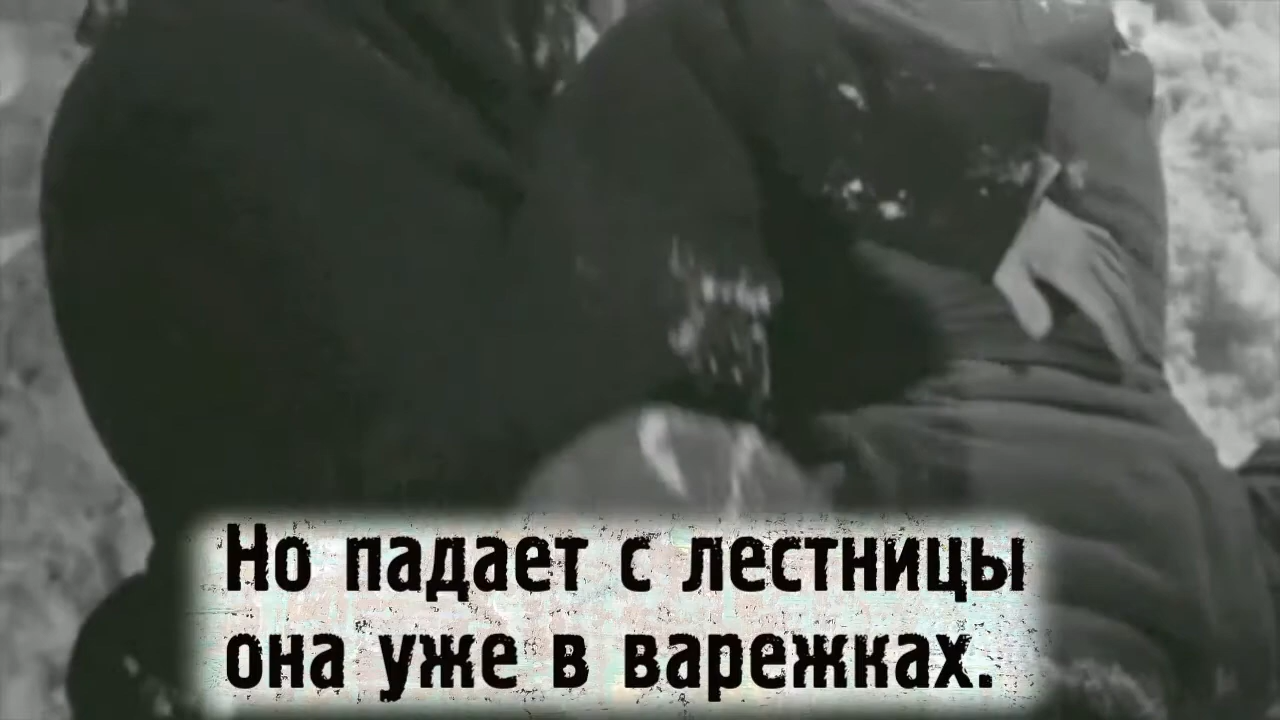 Но падает с лестницы
она уже в варежках.